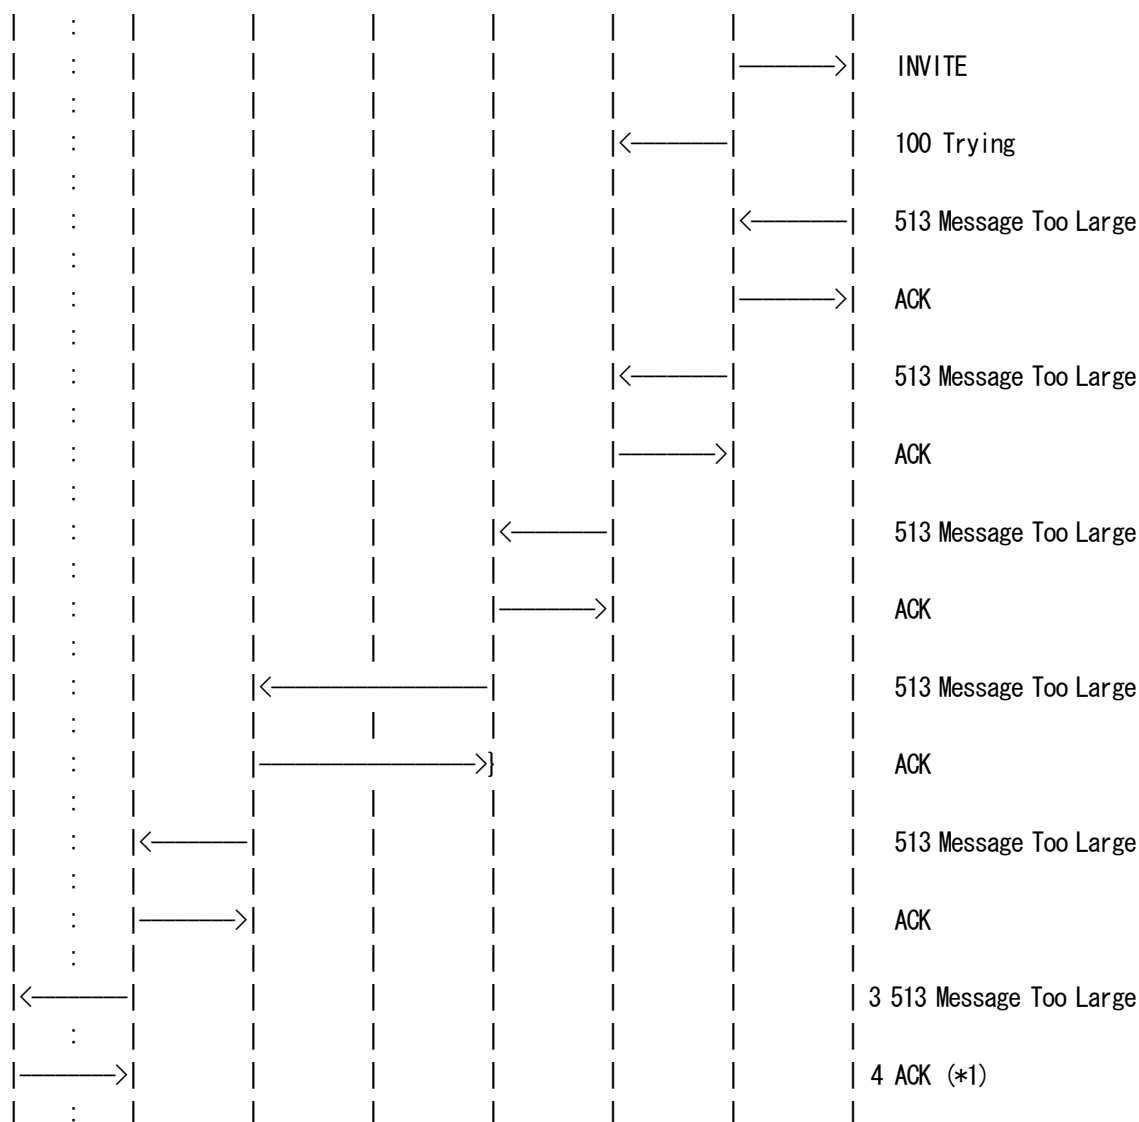 INVITE
100 Trying
513 Message Too Large
ACK
513 Message Too Large
ACK
513 Message Too Large
ACK
513 Message Too Large
ACK
513 Message Too Large
ACK
3 513 Message Too Large
4 ACK (*1)